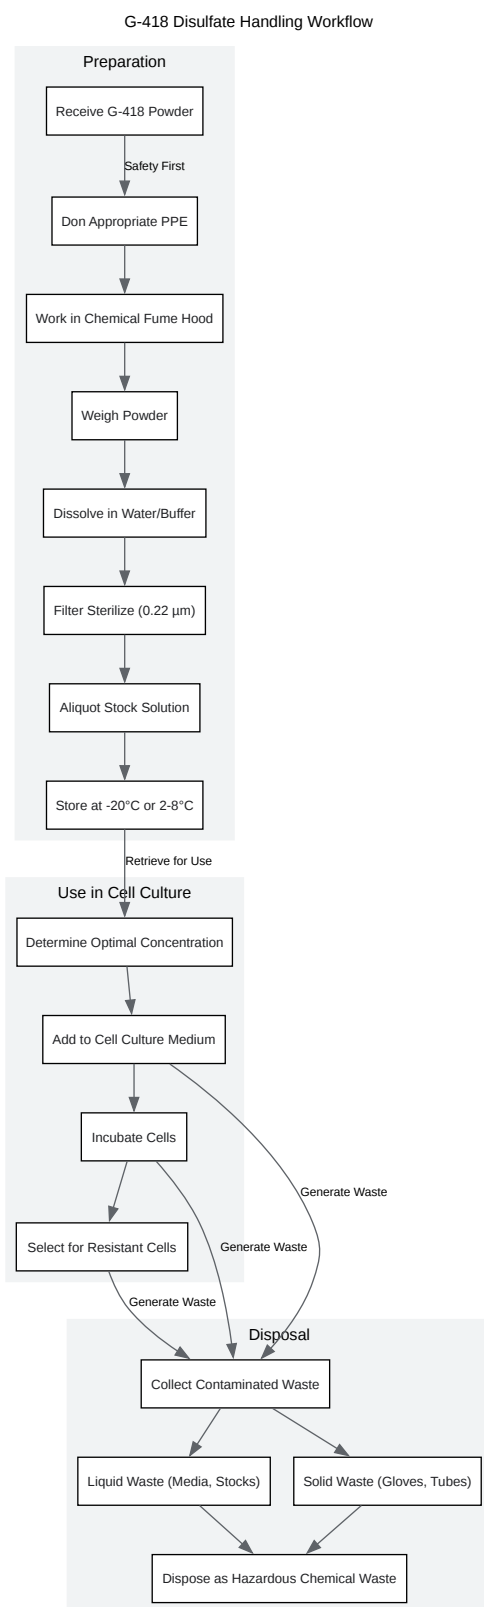 G-418 Disulfate Handling Workflow
Preparation
Receive G-418 Powder
Safety First
Don Appropriate PPE
Work in Chemical Fume Hood
Weigh Powder
Dissolve in Water/Buffer
Filter Sterilize (0.22 µm)
Aliquot Stock Solution
Store at -20°C or 2-8°C
Retrieve for Use
Use in Cell Culture
Determine Optimal Concentration
Add to Cell Culture Medium
Incubate Cells
Generate Waste
Select for Resistant Cells
Generate Waste
Generate Waste
Disposal
Collect Contaminated Waste
Liquid Waste (Media, Stocks)
Solid Waste (Gloves, Tubes)
Dispose as Hazardous Chemical Waste